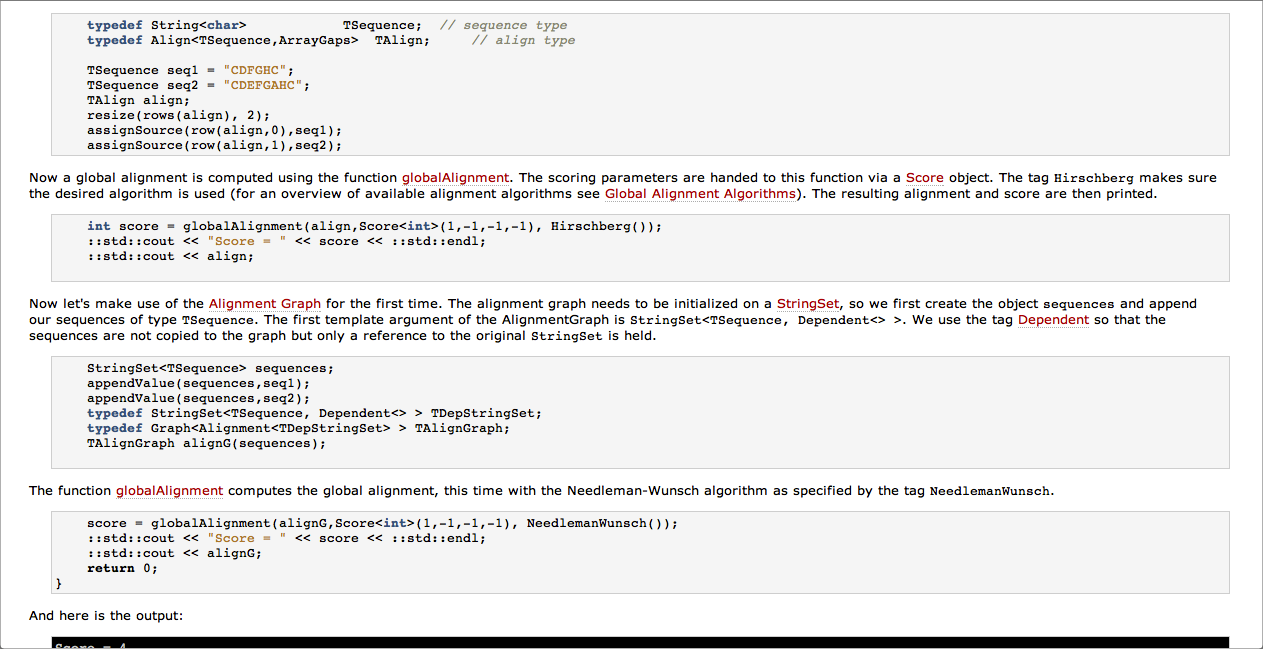 typedef String<char>            TSequence;  // sequence type
typedef Align<TSequence,ArrayGaps>  TAlign;     // align type
TSequence seq1 = "CDFGHC";
TSequence seq2 = "CDEFGAHC";
TAlign align;
resize(rows(align), 2);
assignSource(row(align,0),seq1);
assignSource(row(align,1),seq2);
Now a global alignment is computed using the function globalAlignment. The scoring parameters are handed to this function via a Score object. The tag Hirschberg makes sure
the desired algorithm is used (for an overview of available alignment algorithms see Global Alignment Algorithms). The resulting alignment and score are then printed.
int score = globalAlignment(align,Score<int>(1,-1,-1,-1), Hirschberg());
::std::cout << "Score = " << score << ::std::endl;
::std::cout << align;
Now let's make use of the Alignment Graph for the first time. The alignment graph needs to be initialized on a StringSet, so we first create the object sequences and append
our sequences of type TSequence. The first template argument of the AlignmentGraph is StringSet<TSequence, Dependent<> >. We use the tag Dependent so that the
sequences are not copied to the graph but only a reference to the original StringSet is held.
StringSet<TSequence> sequences;
appendValue(sequences,seq1);
appendValue(sequences,seq2);
typedef StringSet<TSequence, Dependent<> > TDepStringSet;
typedef Graph<Alignment<TDepStringSet> > TAlignGraph;
TAlignGraph alignG(sequences);
The function globalAlignment computes the global alignment, this time with the Needleman-Wunsch algorithm as specified by the tag NeedlemanWunsch.
score = globalAlignment(alignG,Score<int>(1,-1,-1,-1), NeedlemanWunsch());
::std::cout << "Score = " << score << ::std::endl;
::std::cout << alignG;
return 0;
}
And here is the output:
Score = 4